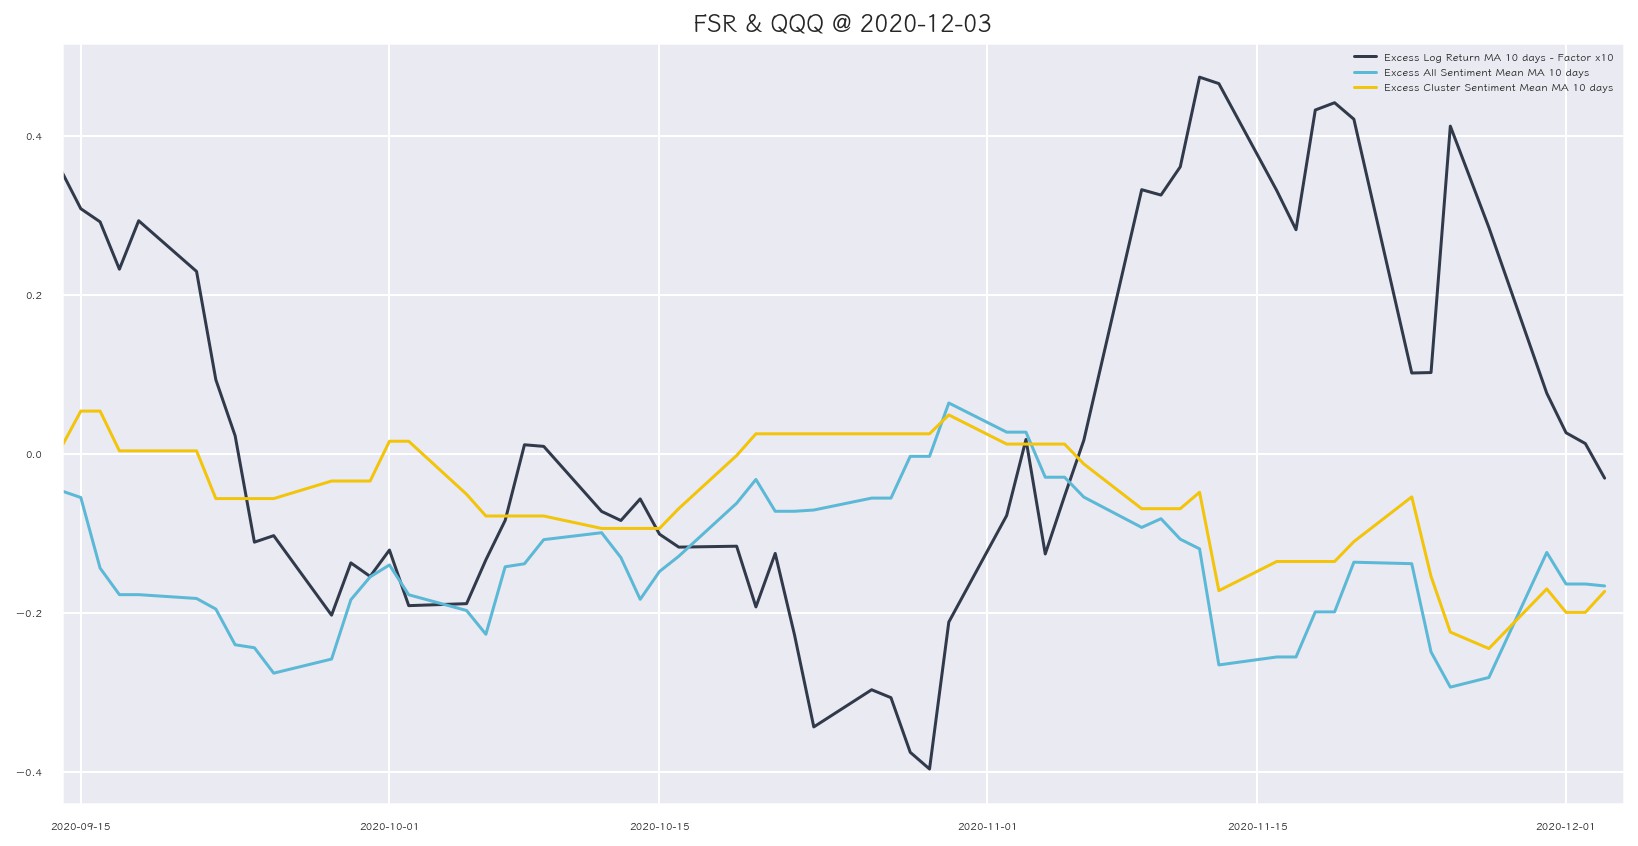 FSR & QQQ @ 2020-12-03
Excess Log Return MA 10 days - Factor x10
Excess All Sentiment Mean MA 10 days
Excess Cluster Sentiment Mean MA 10 days
0.4
0.2
0.0
−0.2
−0.4
2020-09-15
2020-10-01
2020-10-15
2020-11-01
2020-11-15
2020-12-01